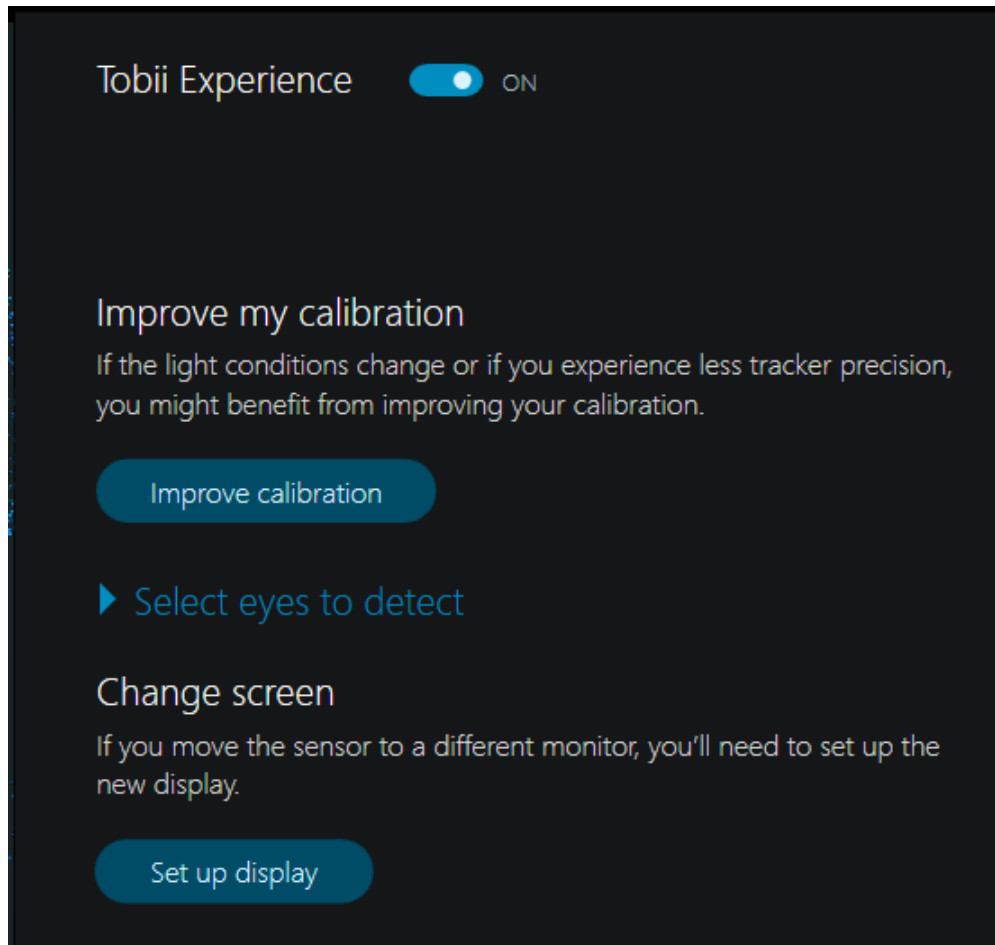 Tobii Experience ON
Improve my calibration
If the light conditions change or if you experience less tracker precision,
you might benefit from improving your calibration.
Improve calibration
Select eyes to detect
Change screen
If you move the sensor to a different monitor, you’ll need to set up the
new display.
Set up display